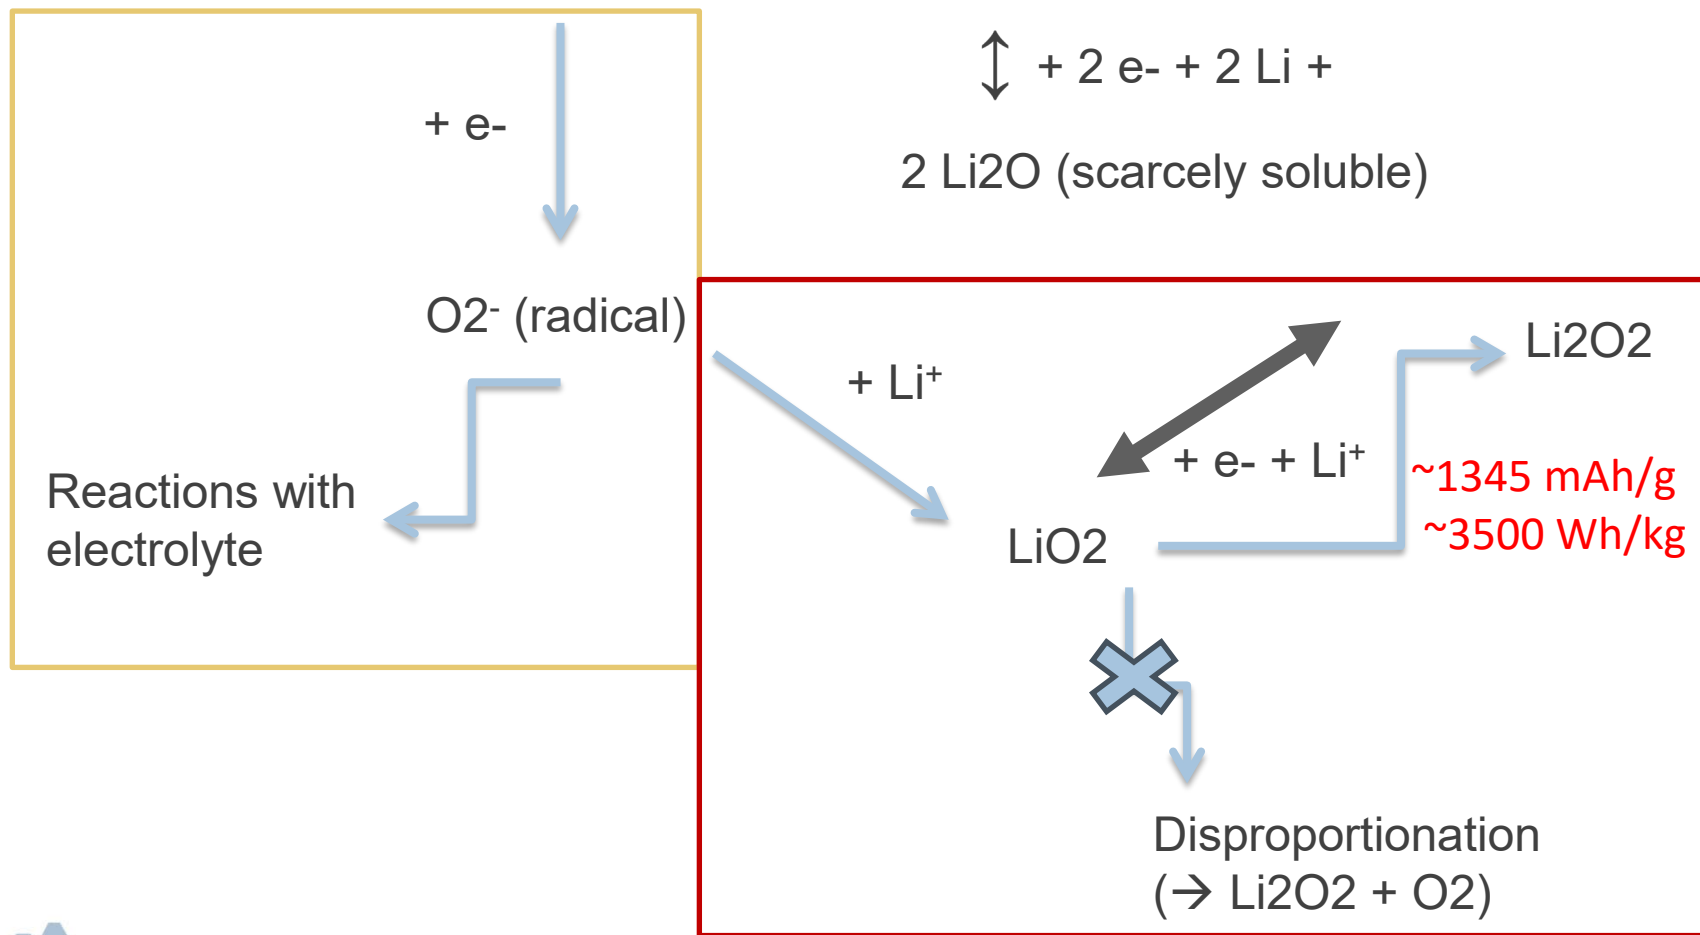 + 2 e- + 2 Li +
+ e-
2 Li2O (scarcely soluble)
O2⁻ (radical)
Li2O2
+ Li⁺
+ e- + Li⁺
~1345 mAh/g
~3500 Wh/kg
Reactions with
electrolyte
LiO2
Disproportionation
(→ Li2O2 + O2)